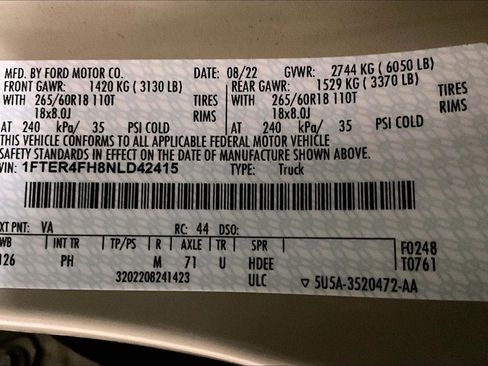 MFD. BY FORD MOTOR CO. DATE: 08/22 GVWR: 2744 KG ( 6050 LB)
FRONT GAWR: 1420 KG ( 3130 LB) REAR GAWR: 1529 KG ( 3370 LB)
WITH 265/60R18 110T TIRES WITH 265/60R18 110T TIRES
18x8.0J 18x8.0J
AT 240 kPa/ 35 PSI COLD AT 240 kPa/ 35 PSI COLD
THIS VEHICLE CONFORMS TO ALL APPLICABLE FEDERAL MOTOR VEHICLE
SAFETY STANDARDS IN EFFECT ON THE DATE OF MANUFACTURE SHOWN ABOVE.
VIN: 1FTER4FH8NLD42415 TYPE: Truck
XT PNT: VA RC: 44 DSO:
WB INT TR TP/PS R AXLE TR SPR F0248
126 PH M 71 U HDEE T0761
3202208241423 ULC ▽ 5U5A-3520472-AA